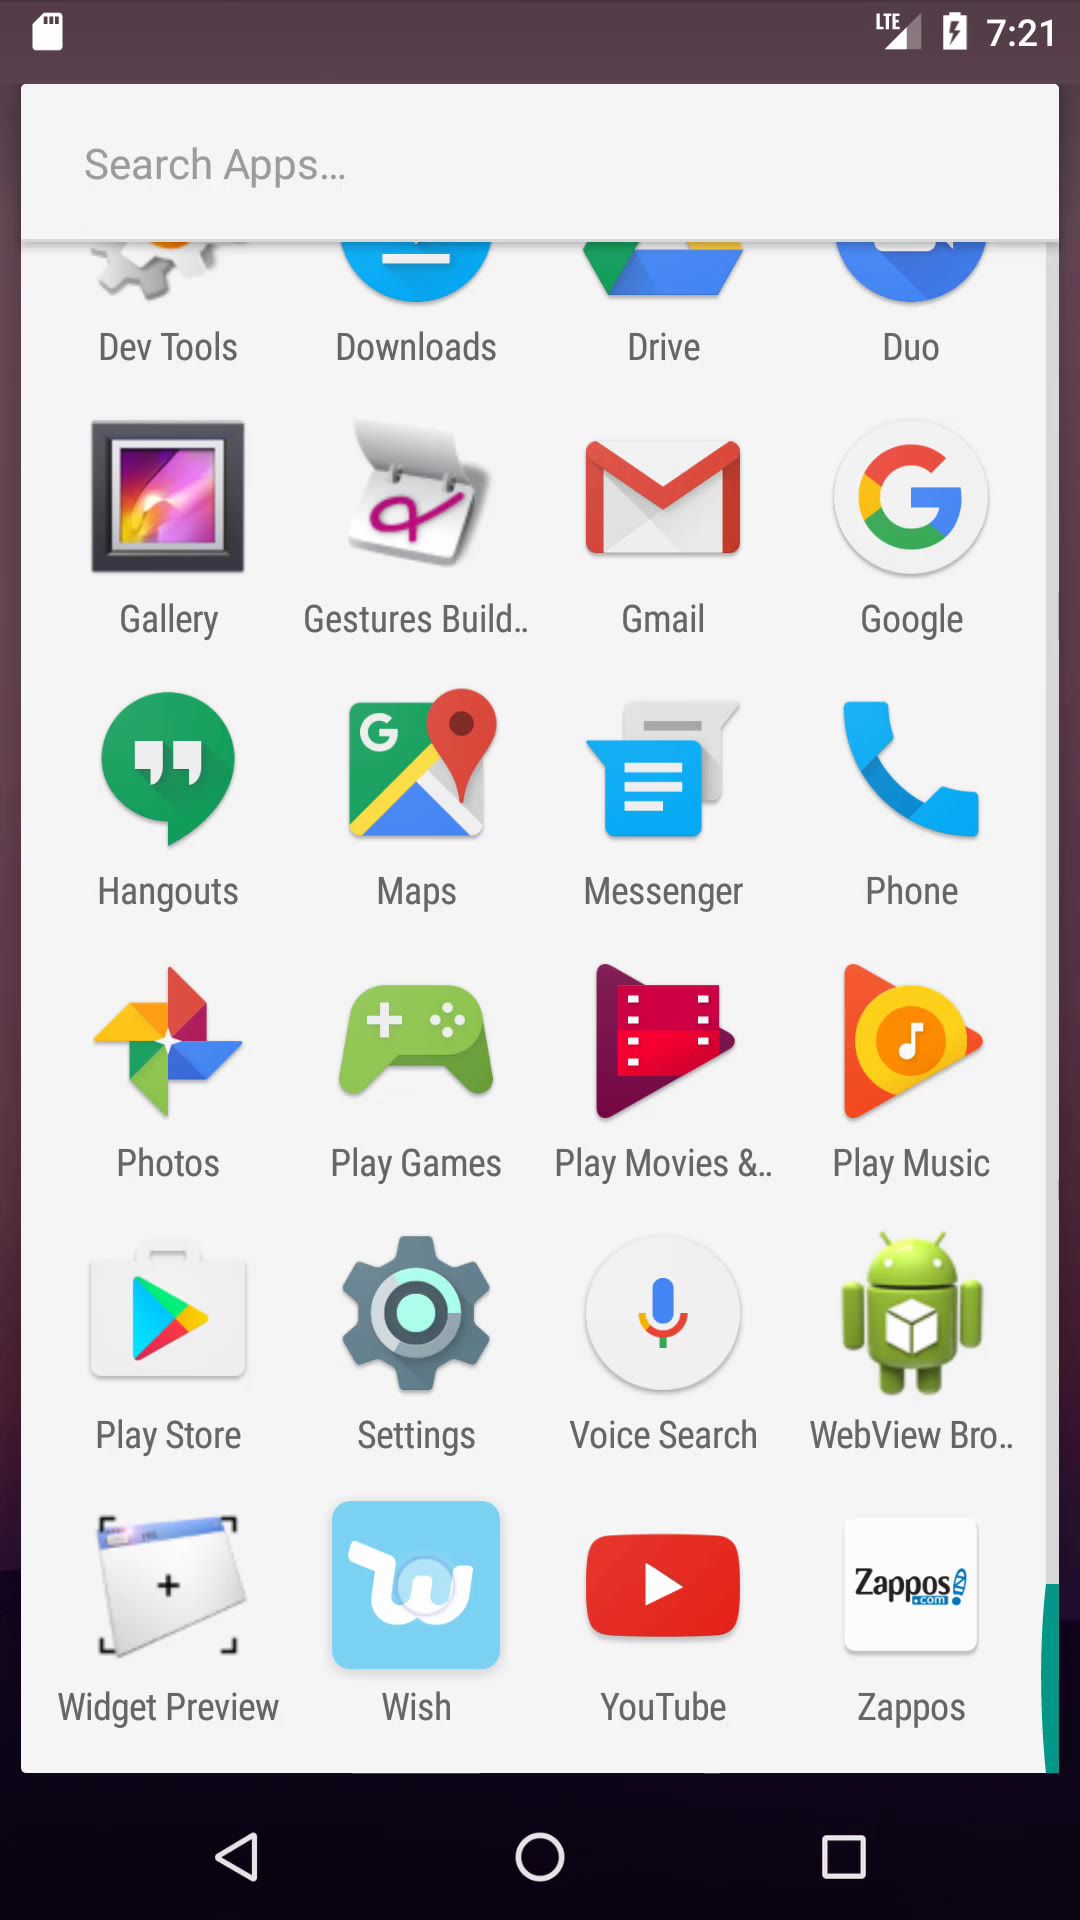 LTE 7:21
Search Apps...
Dev Tools Downloads Drive Duo
Gallery Gestures Build.. Gmail Google
Hangouts Maps Messenger Phone
Photos Play Games Play Movies &.. Play Music
Play Store Settings Voice Search WebView Bro..
Zappos
.com
Widget Preview Wish YouTube Zappos